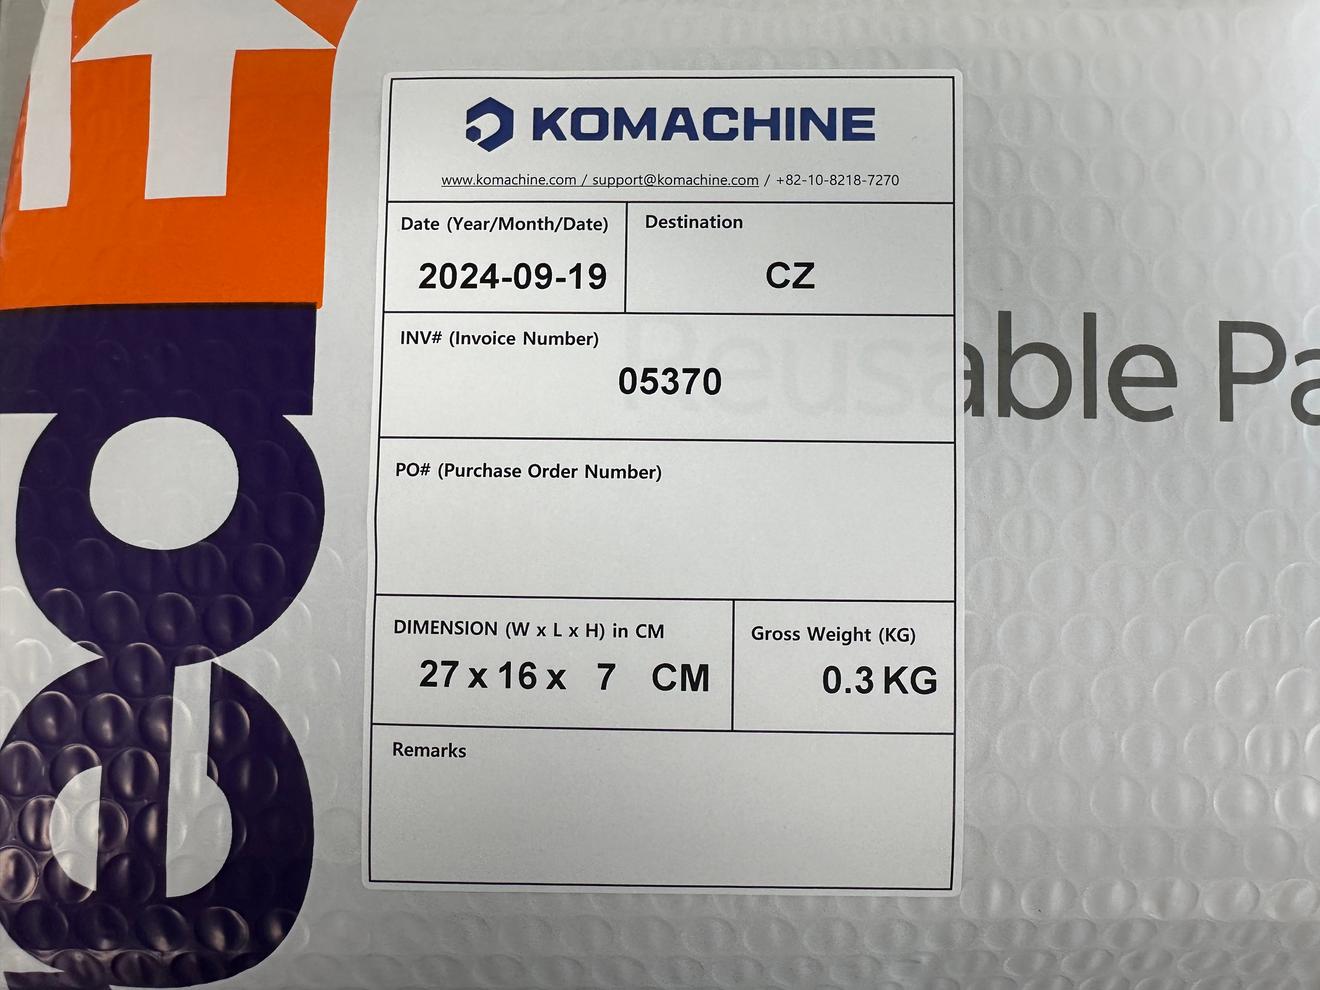 KOMACHINE
www.komachine.com / support@komachine.com / +82-10-8218-7270
Date (Year/Month/Date)
2024-09-19
Destination
CZ
INV# (Invoice Number)
05370
PO# (Purchase Order Number)
DIMENSION (W x L x H) in CM
27 x 16 x 7 CM
Gross Weight (KG)
0.3 KG
Remarks
Reusable Pa